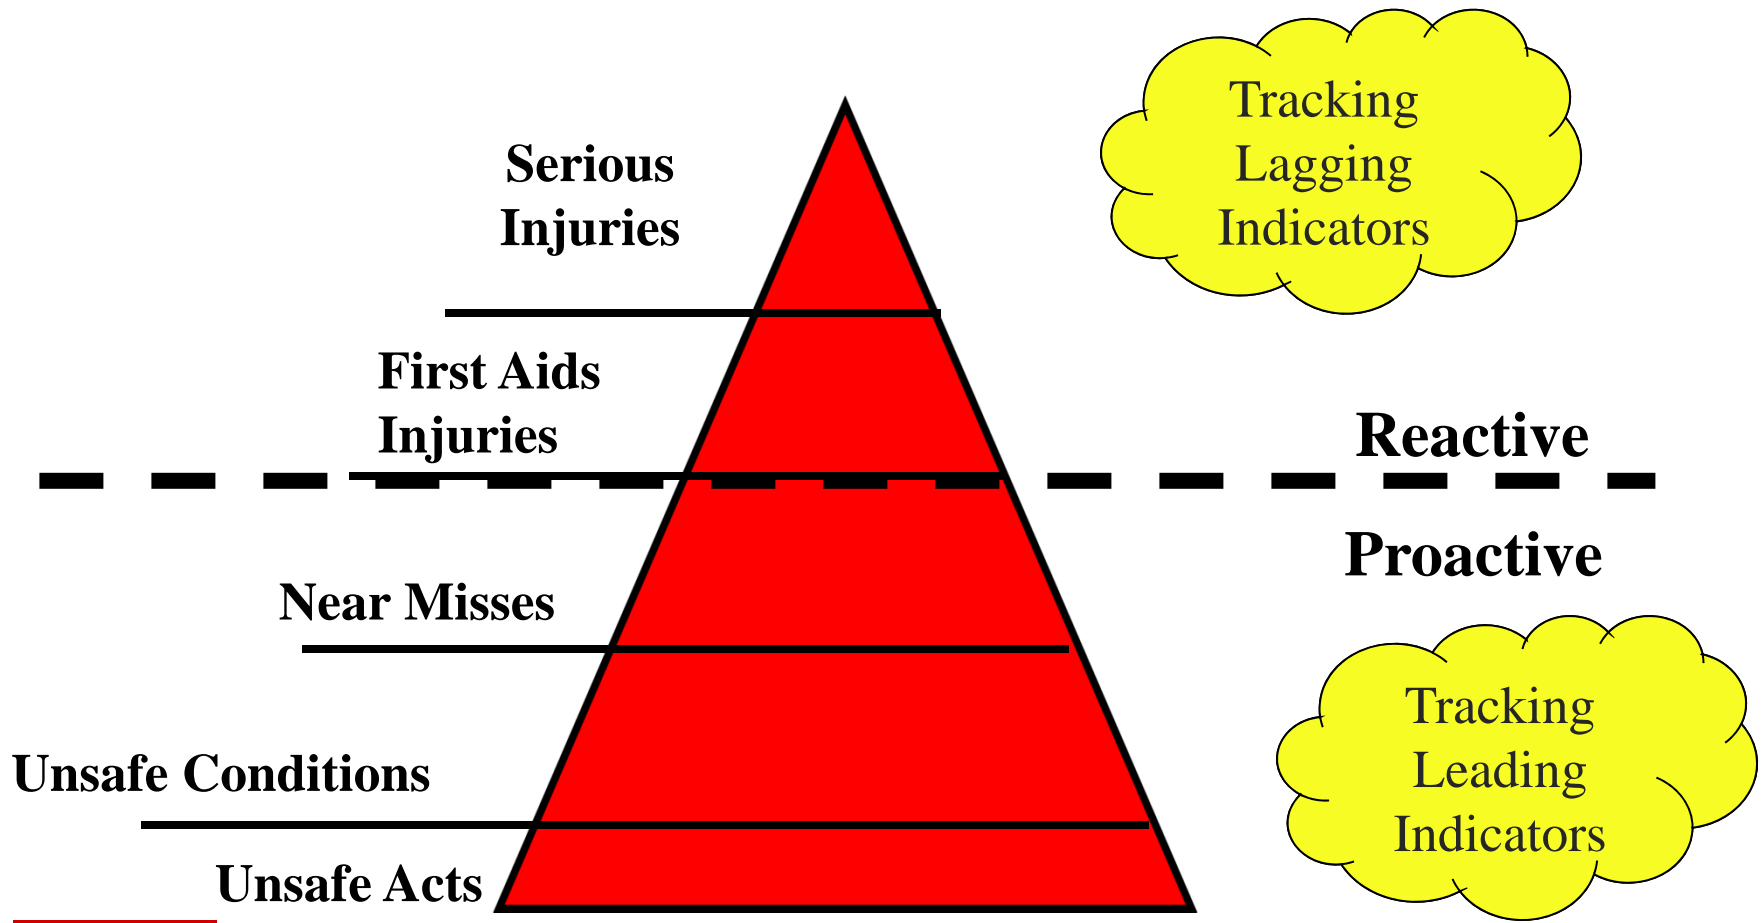 Tracking
Lagging
Indicators
Serious
Injuries
First Aids
Injuries
Reactive
Proactive
Near Misses
Tracking
Leading
Indicators
Unsafe Conditions
Unsafe Acts